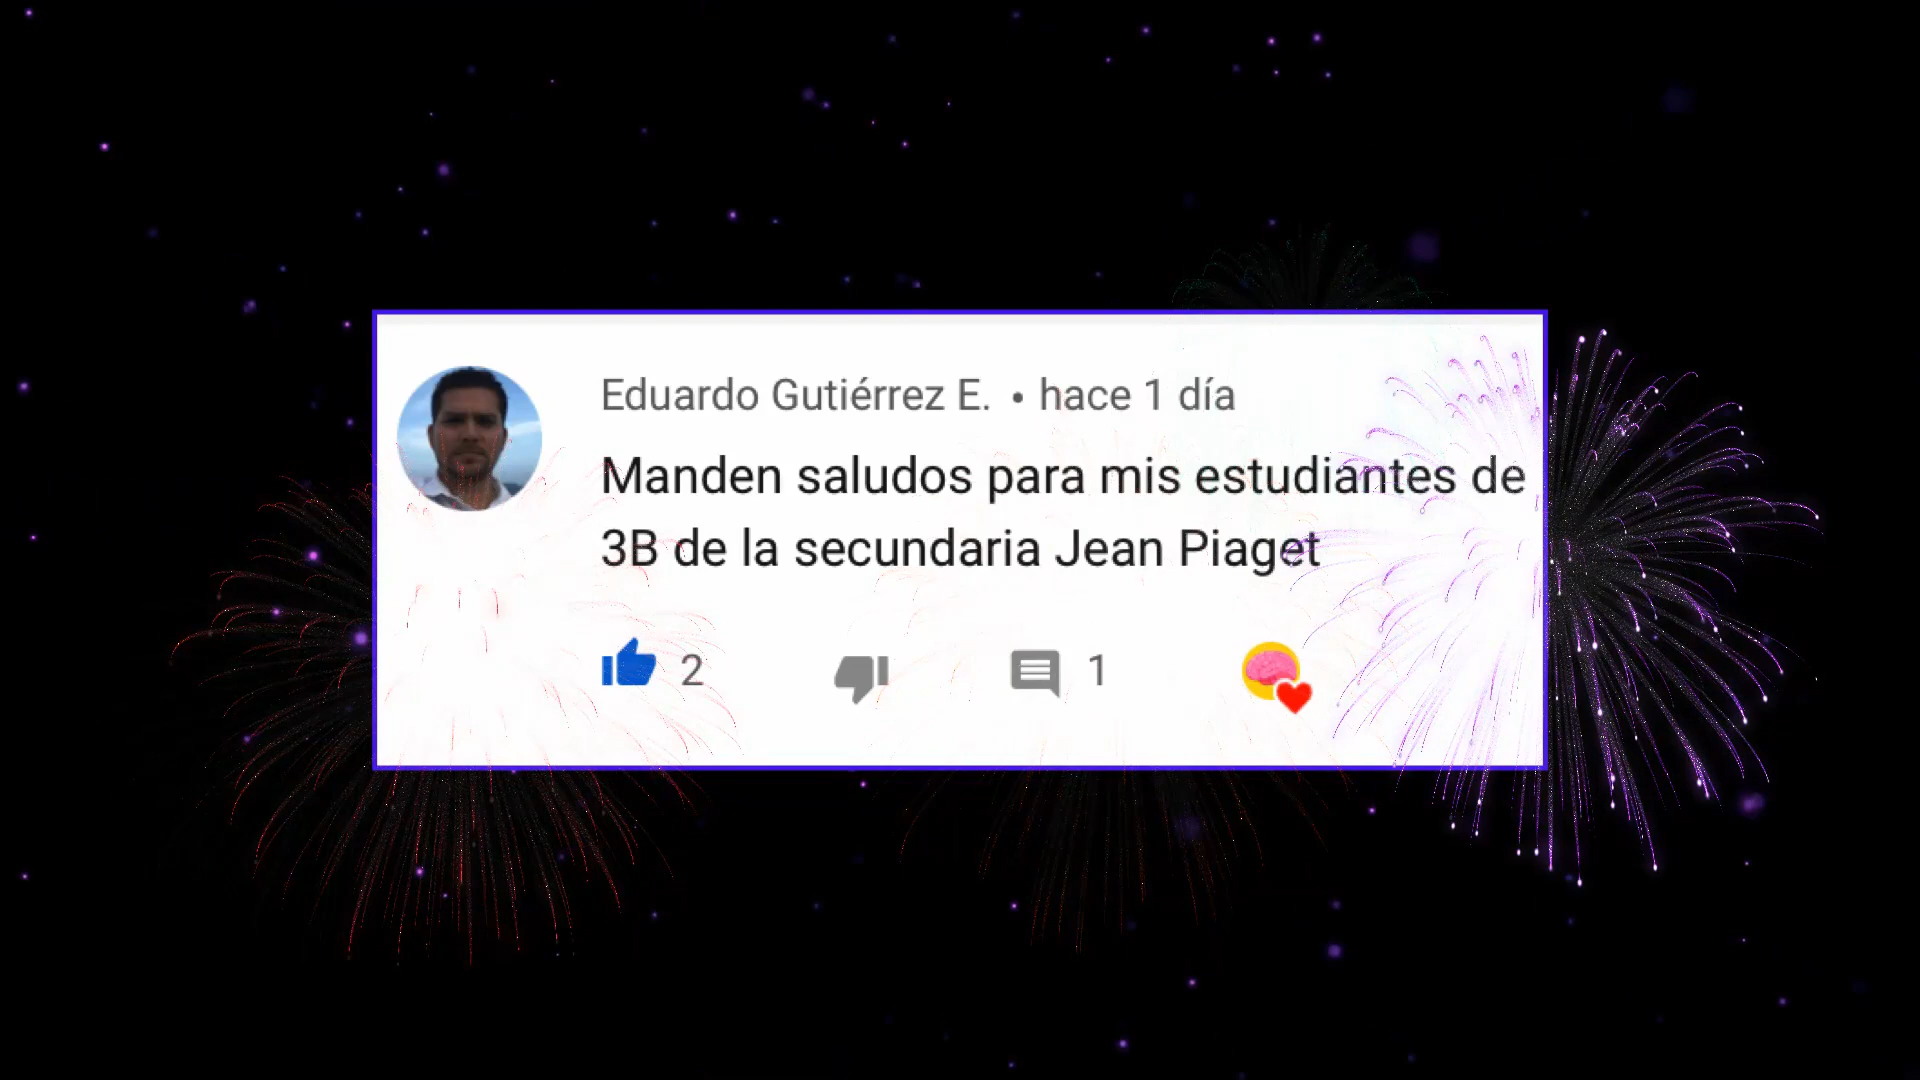 Eduardo Gutiérrez E. • hace 1 día
Manden saludos para mis estudiantes de
3B de la secundaria Jean Piaget
2 1